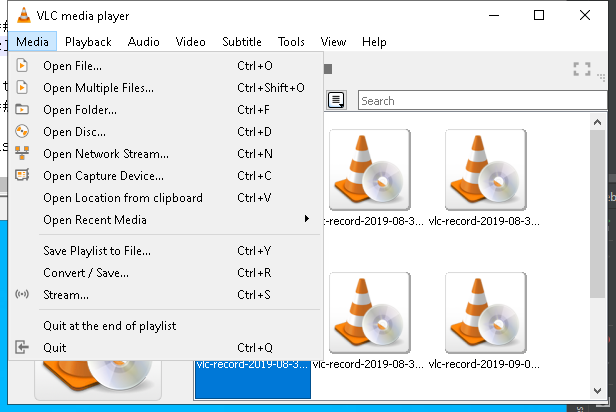 VLC media player
Media Playback Audio Video Subtitle Tools View Help
Open File... Ctrl+O
Open Multiple Files... Ctrl+Shift+O
Open Folder... Ctrl+F
Open Disc... Ctrl+D
Search
Open Network Stream... Ctrl+N
Open Capture Device... Ctrl+C
Open Location from clipboard Ctrl+V
Open Recent Media
c-record-2019-08-3... vlc-record-2019-08-3...
Save Playlist to File... Ctrl+Y
Convert / Save... Ctrl+R
Stream... Ctrl+S
Quit at the end of playlist
Quit Ctrl+Q
vlc-record-2019-08-3... vlc-record-2019-08-3... vlc-record-2019-09-0...